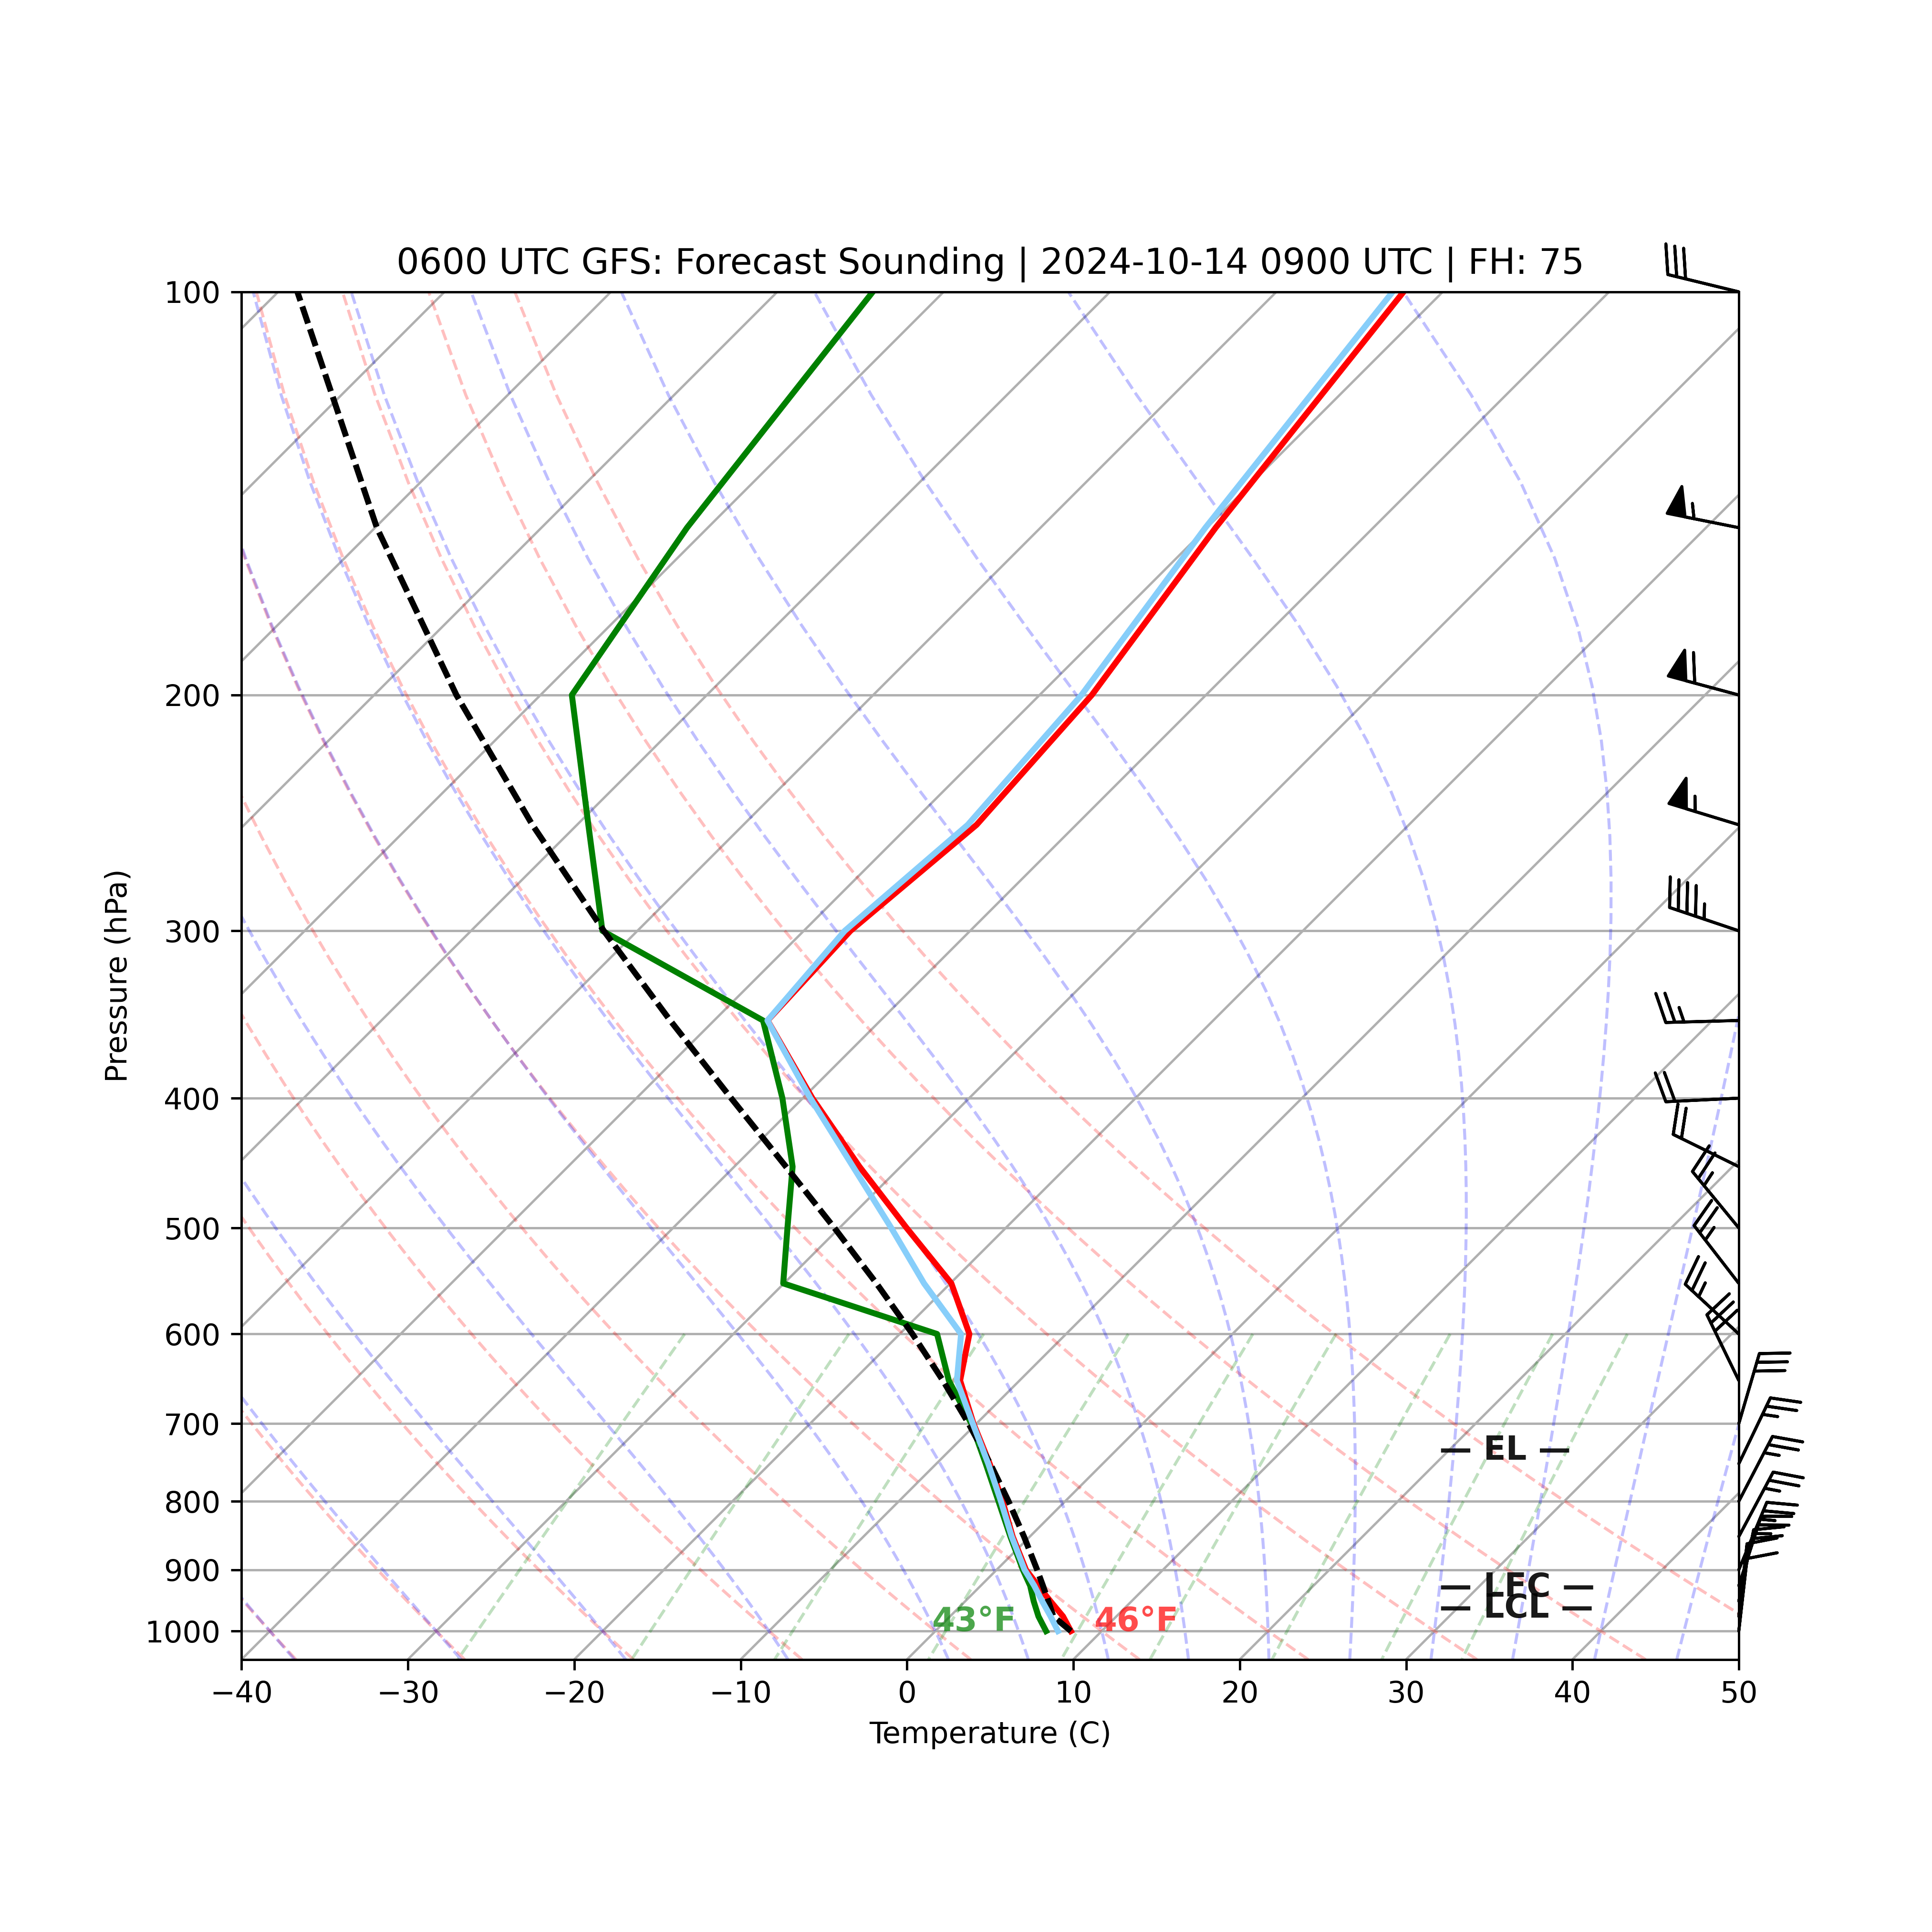 0600 UTC GFS: Forecast Sounding | 2024-10-14 0900 UTC | FH: 75
100
200
300
400
500
600
700
800
900
1000
Pressure (hPa)
— EL —
— LFC —
— LCL —
43°F
46°F
−40
−30
−20
−10
0
10
20
30
40
50
Temperature (C)